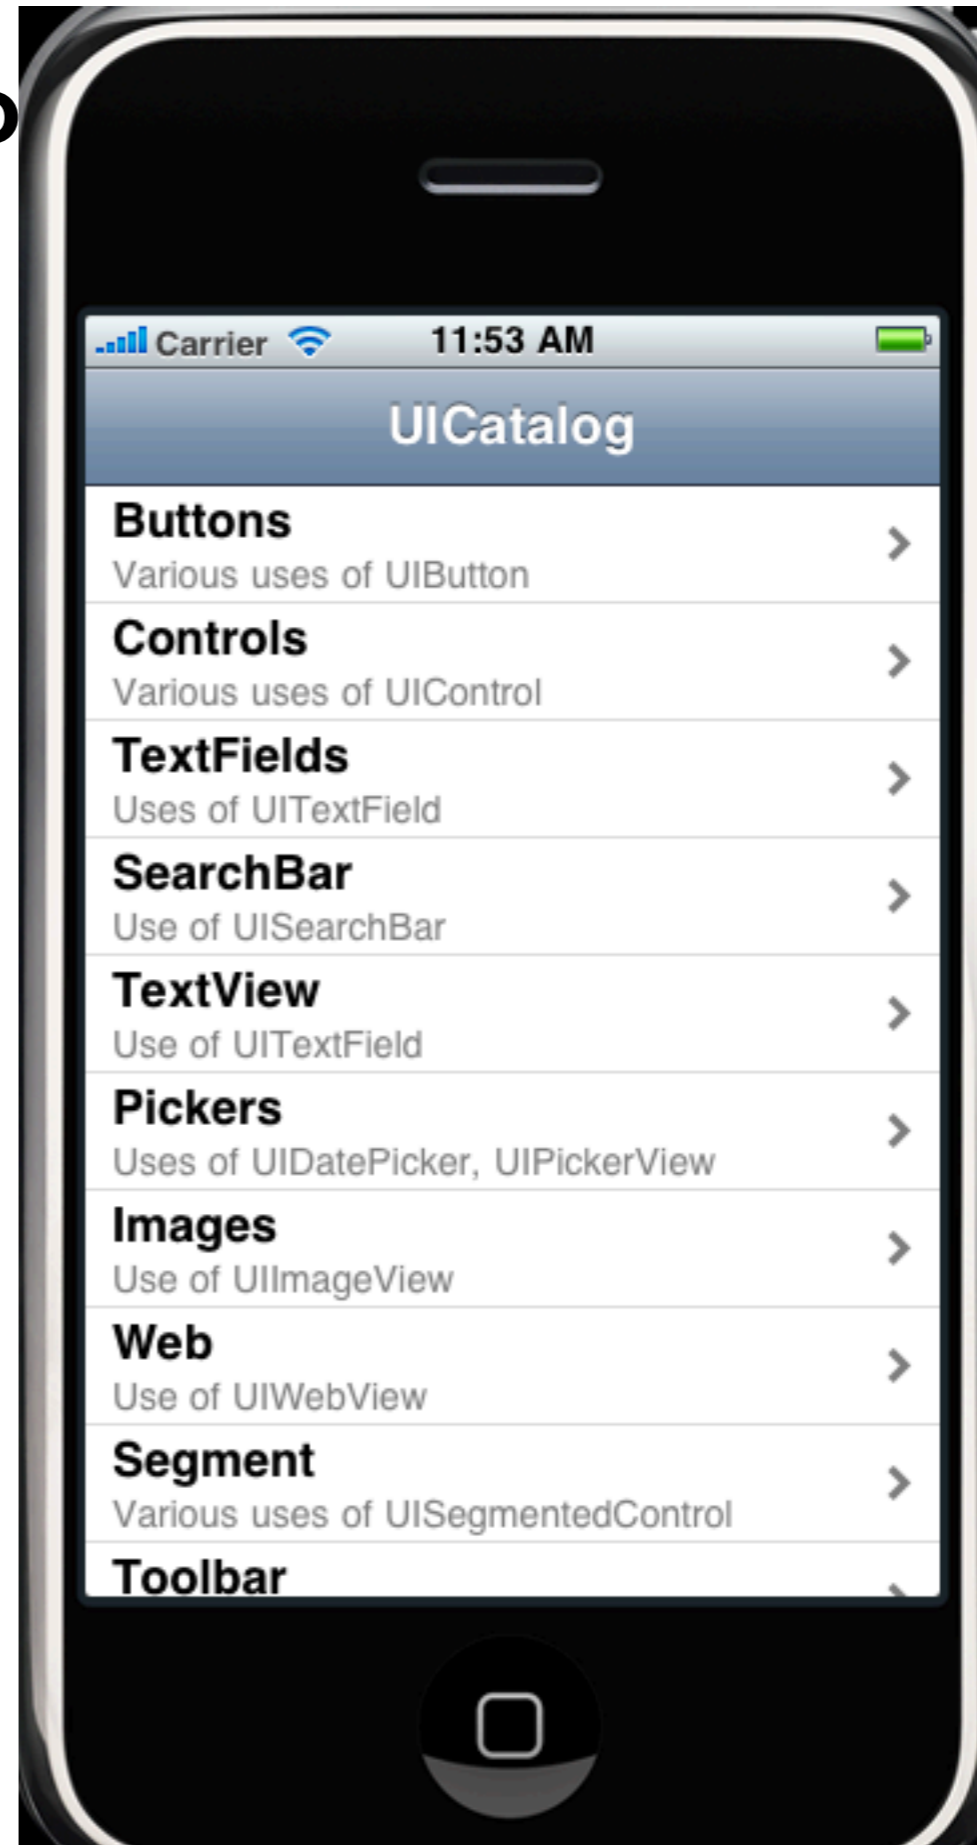 Carrier 11:53 AM
UICatalog
Buttons
Various uses of UIButton
Controls
Various uses of UIControl
TextFields
Uses of UITextField
SearchBar
Use of UISearchBar
TextView
Use of UITextField
Pickers
Uses of UIDatePicker, UIPickerView
Images
Use of UIImageView
Web
Use of UIWebView
Segment
Various uses of UISegmentedControl
Toolbar